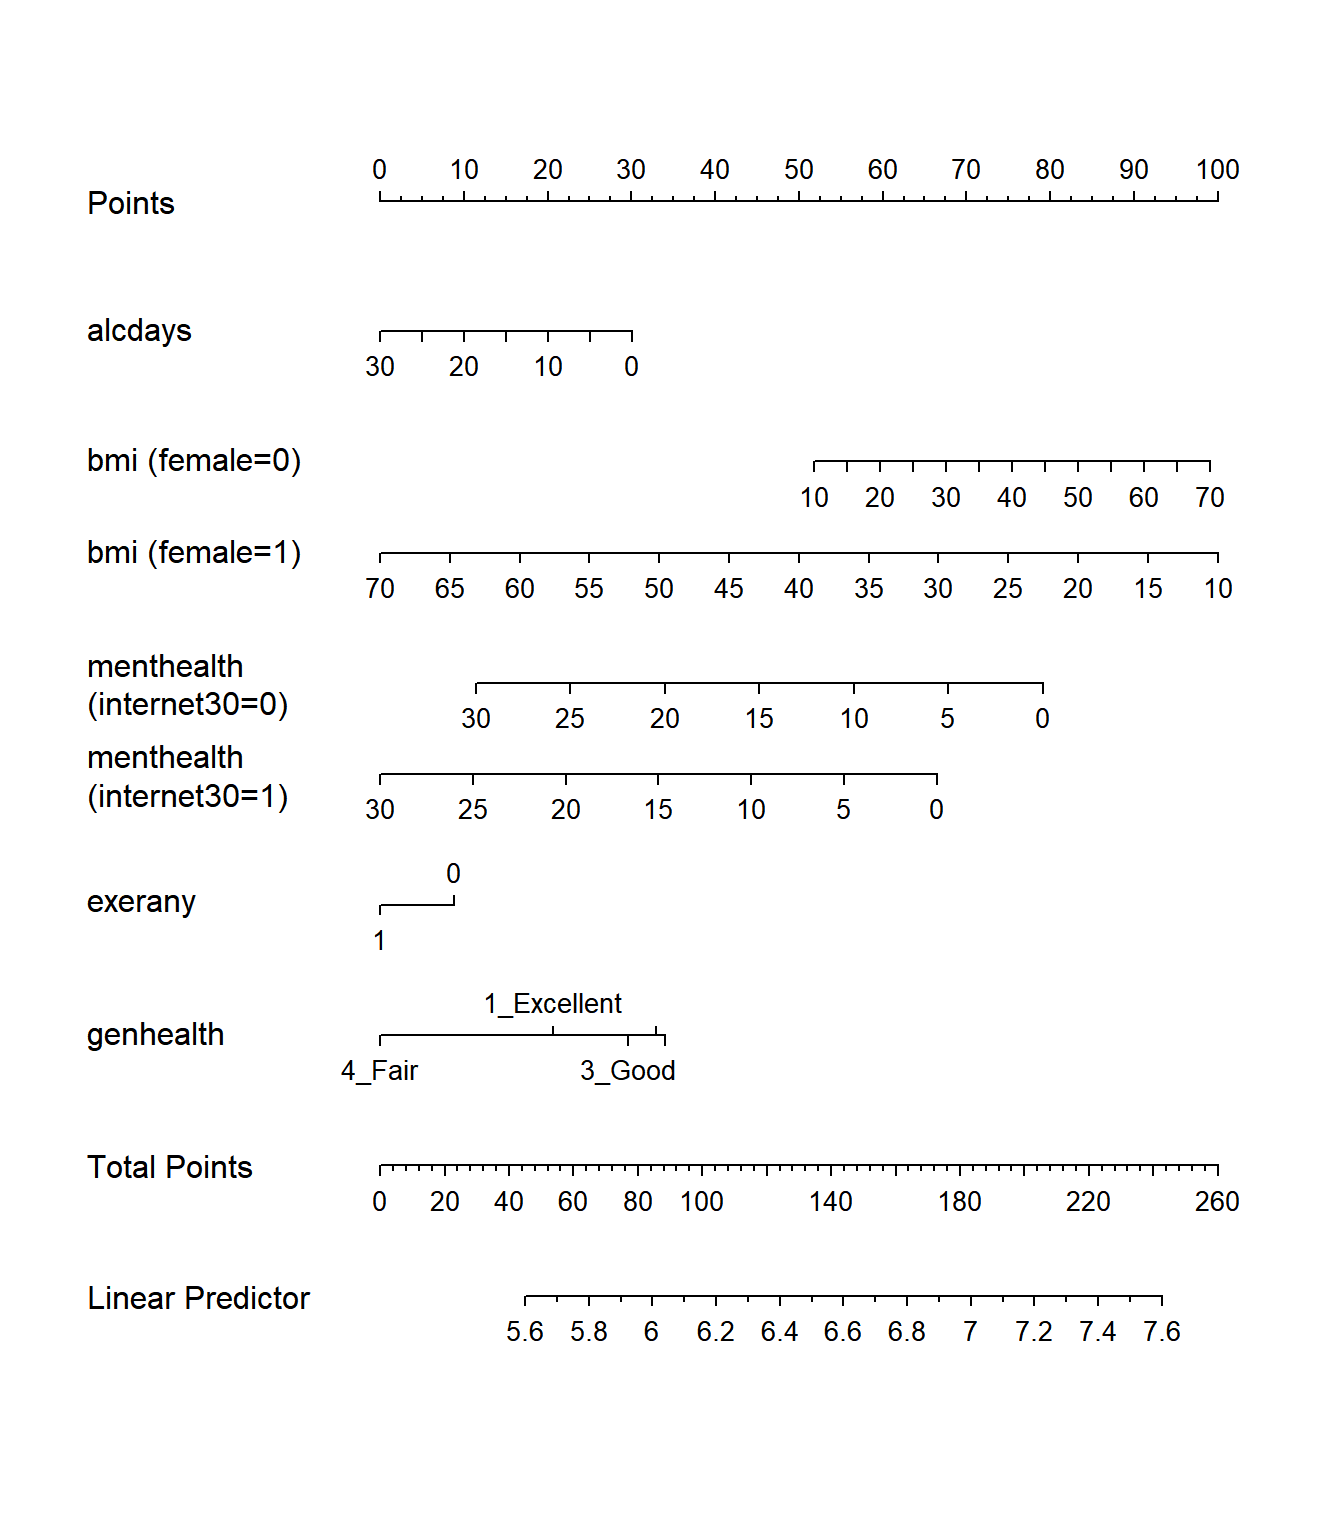 0 10 20 30 40 50 60 70 80 90 100
Points
alcdays
30 20 10 0
bmi (female=0)
10 20 30 40 50 60 70
bmi (female=1)
70 65 60 55 50 45 40 35 30 25 20 15 10
menthealth
(internet30=0)
30 25 20 15 10 5 0
menthealth
(internet30=1)
30 25 20 15 10 5 0
0
exerany
1
1_Excellent
genhealth
4_Fair 3_Good
Total Points
0 20 40 60 80 100 140 180 220 260
Linear Predictor
5.6 5.8 6 6.2 6.4 6.6 6.8 7 7.2 7.4 7.6